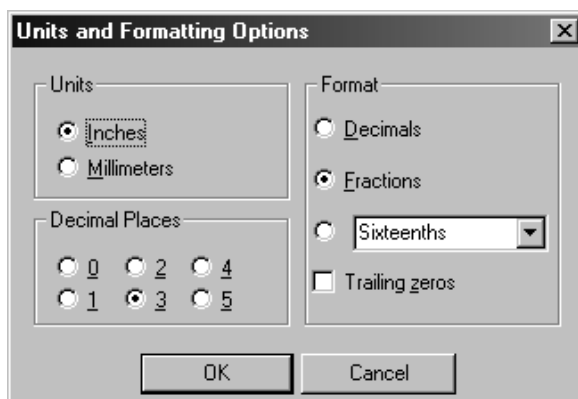 Units and Formatting Options
Units
Inches
Millimeters
Decimal Places
0 2 4
1 3 5
Format
Decimals
Fractions
Sixteenths
Trailing zeros
OK Cancel